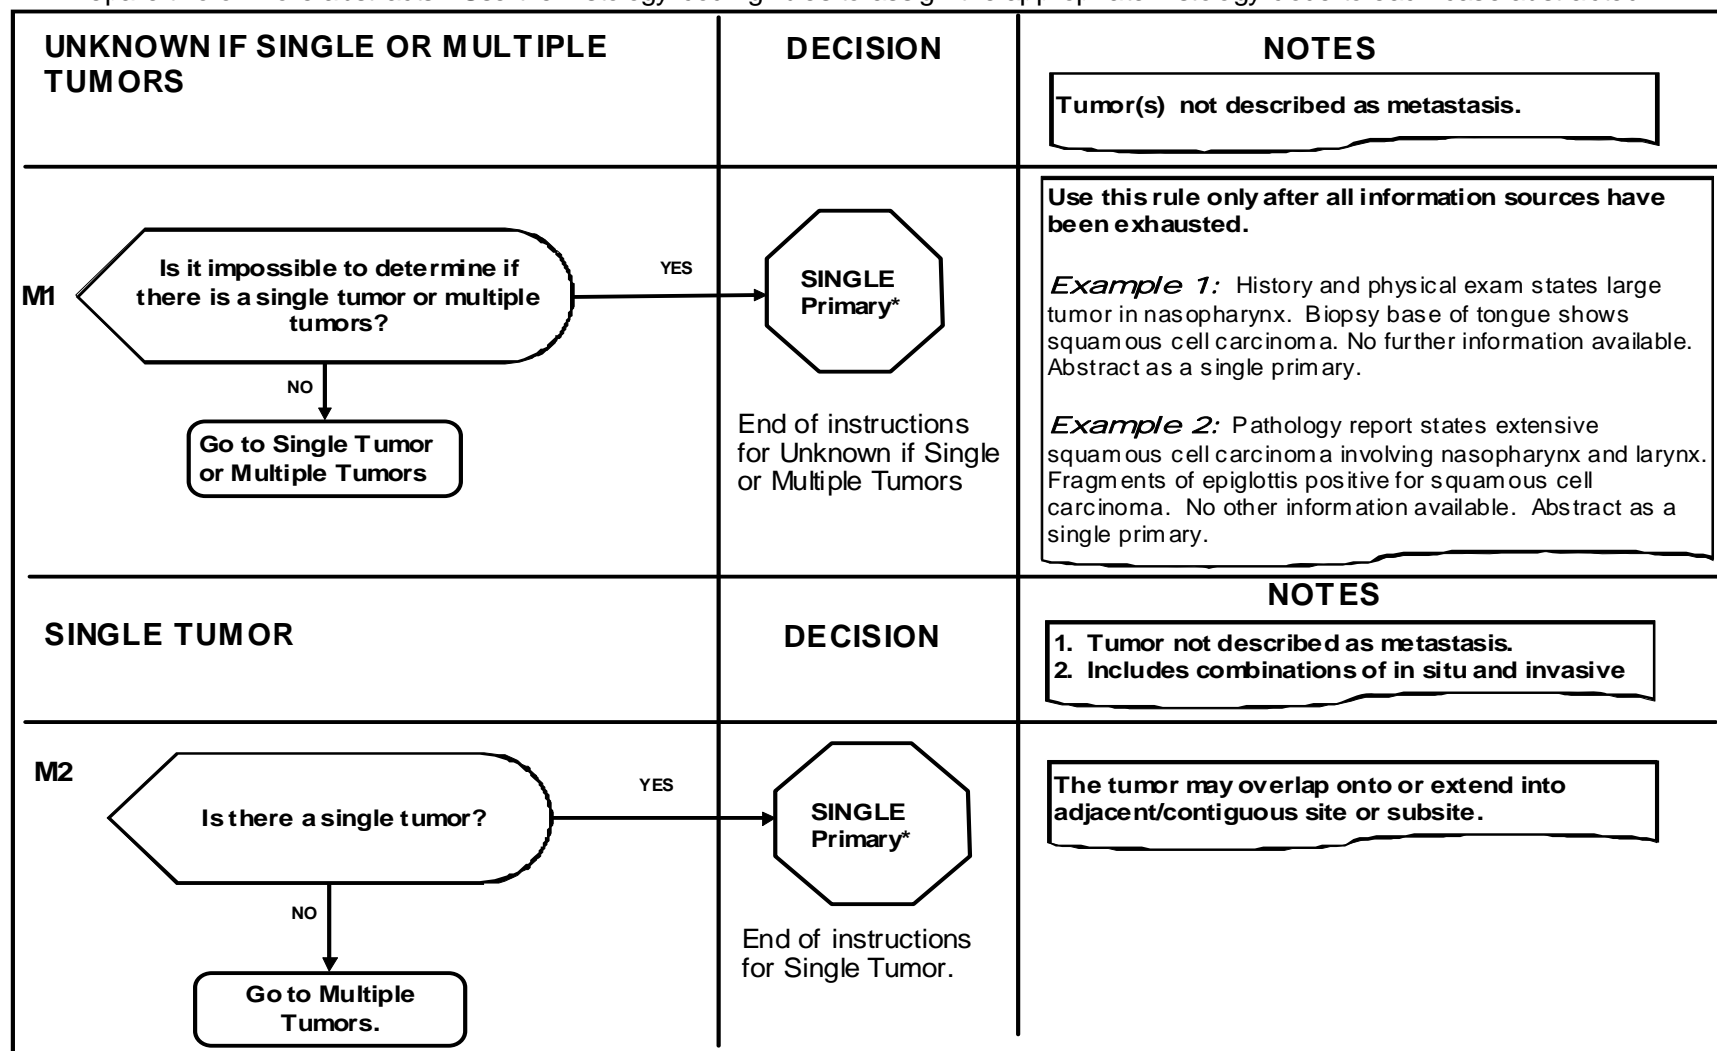 UNKNOWN IF SINGLE OR MULTIPLE
TUMORS
DECISION
NOTES
Tumor(s) not described as metastasis.
M1
Is it impossible to determine if
there is a single tumor or multiple
tumors?
YES
NO
Go to Single Tumor
or Multiple Tumors
SINGLE
Primary*
End of instructions
for Unknown if Single
or Multiple Tumors
Use this rule only after all information sources have
been exhausted.
Example 1: History and physical exam states large
tumor in nasopharynx. Biopsy base of tongue shows
squamous cell carcinoma. No further information available.
Abstract as a single primary.
Example 2: Pathology report states extensive
squamous cell carcinoma involving nasopharynx and larynx.
Fragments of epiglottis positive for squamous cell
carcinoma. No other information available. Abstract as a
single primary.
SINGLE TUMOR
DECISION
NOTES
1. Tumor not described as metastasis.
2. Includes combinations of in situ and invasive
M2
Is there a single tumor?
YES
NO
Go to Multiple
Tumors.
SINGLE
Primary*
End of instructions
for Single Tumor.
The tumor may overlap onto or extend into
adjacent/contiguous site or subsite.